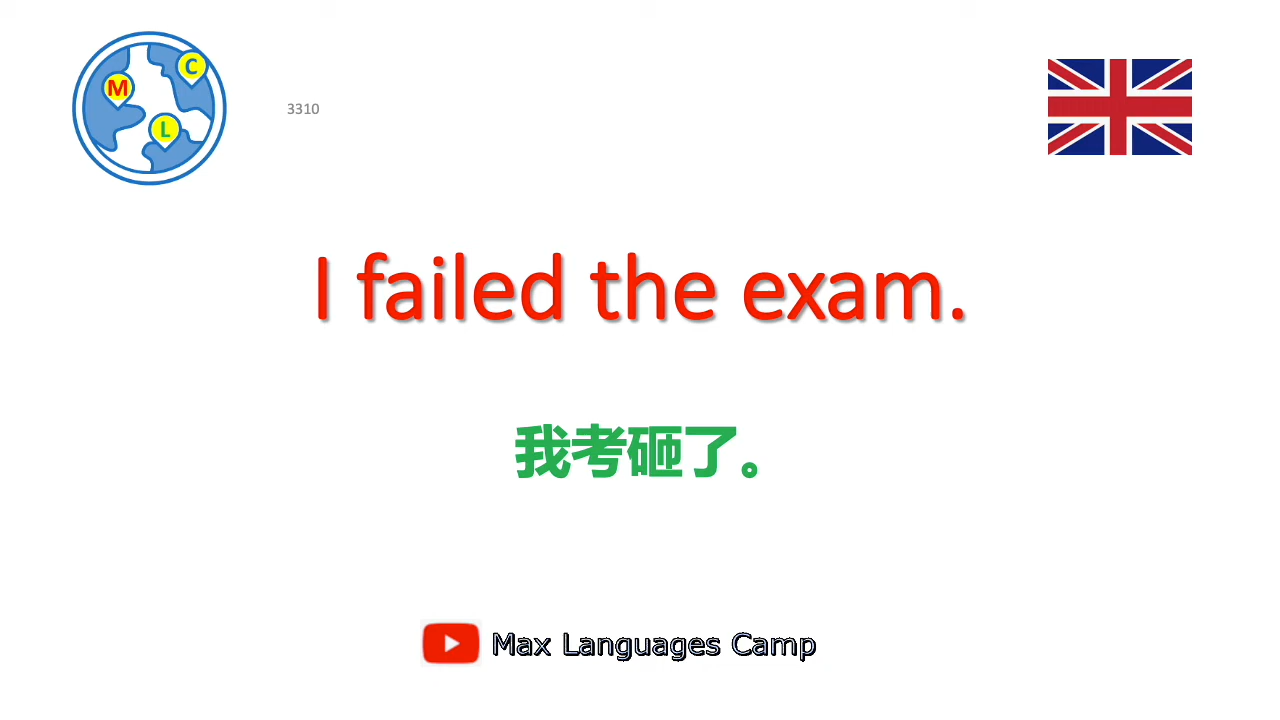 M
C
L
3310
I failed the exam.
我考砸了。
Max Languages Camp